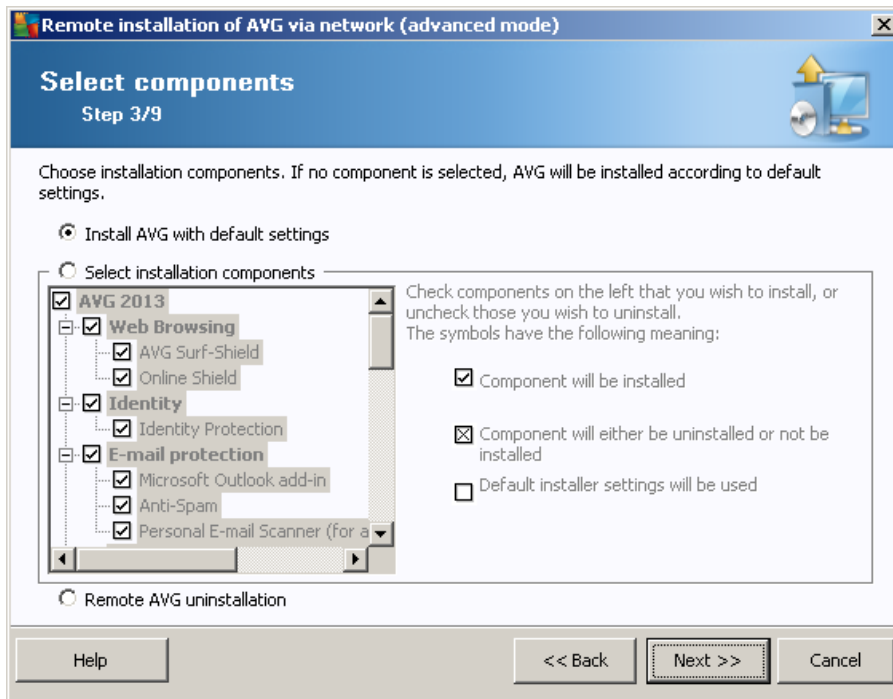 Remote installation of AVG via network (advanced mode)
Select components
Step 3/9
Choose installation components. If no component is selected, AVG will be installed according to default
settings.
Install AVG with default settings
Select installation components
AVG 2013
Web Browsing
AVG Surf-Shield
Online Shield
Identity
Identity Protection
E-mail protection
Microsoft Outlook add-in
Anti-Spam
Personal E-mail Scanner (for a
Check components on the left that you wish to install, or
uncheck those you wish to uninstall.
The symbols have the following meaning:
Component will be installed
Component will either be uninstalled or not be
installed
Default installer settings will be used
Remote AVG uninstallation
Help
<< Back
Next >>
Cancel